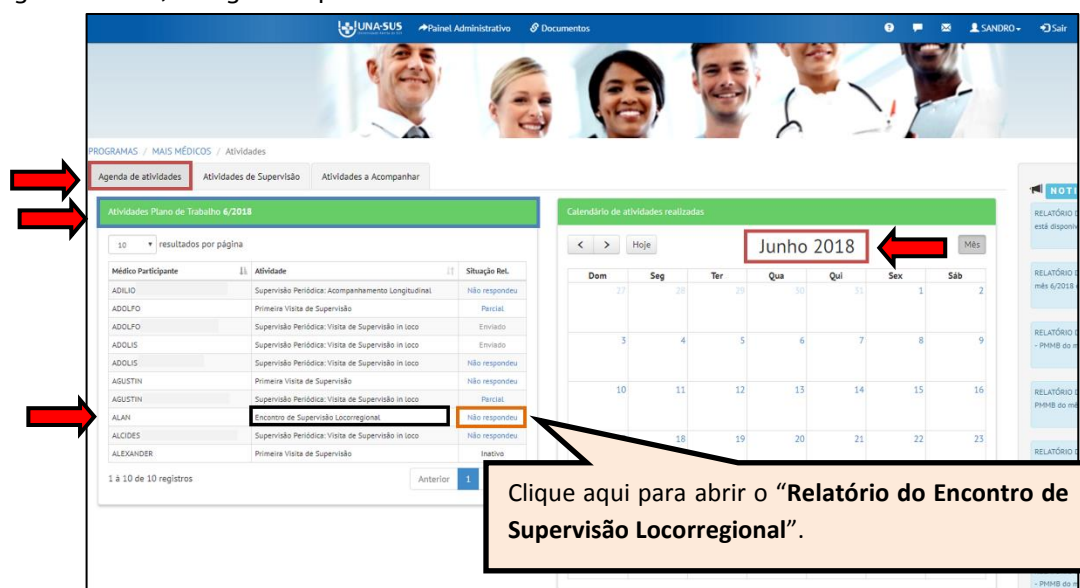 UNA-SUS Painel Administrativo Documentos SANDRO Sair
PROGRAMAS / MAIS MÉDICOS / Atividades
Agenda de atividades Atividades de Supervisão Atividades a Acompanhar
Atividades Plano de Trabalho 6/2018
10 resultados por página
Médico Participante Atividade Situação Rel.
ADILIO Supervisão Periódica: Acompanhamento Longitudinal Não respondeu
ADOLFO Primeira Visita de Supervisão Parcial
ADOLFO Supervisão Periódica: Visita de Supervisão in loco Enviado
ADOLIS Supervisão Periódica: Visita de Supervisão in loco Enviado
ADOLIS Supervisão Periódica: Visita de Supervisão in loco Não respondeu
AGUSTIN Primeira Visita de Supervisão Não respondeu
AGUSTIN Supervisão Periódica: Visita de Supervisão in loco Parcial
ALAN Encontro de Supervisão Locorregional Não respondeu
ALCIDES Supervisão Periódica: Visita de Supervisão in loco Não respondeu
ALEXANDER Primeira Visita de Supervisão Inativo
1 à 10 de 10 registros Anterior 1
Calendário de atividades realizadas
Hoje Junho 2018 Mês
Dom Seg Ter Qua Qui Sex Sáb
27 28 29 30 31 1 2
3 4 5 6 7 8 9
10 11 12 13 14 15 16
18 19 20 21 22 23
NOTI
RELATÓRIO D
está disponív
RELATÓRIO D
mês 6/2018
RELATÓRIO D
- PMMB do m
RELATÓRIO D
PMMB do mê
RELATÓRIO D
Clique aqui para abrir o “Relatório do Encontro de
Supervisão Locorregional”.
- PMMB do m